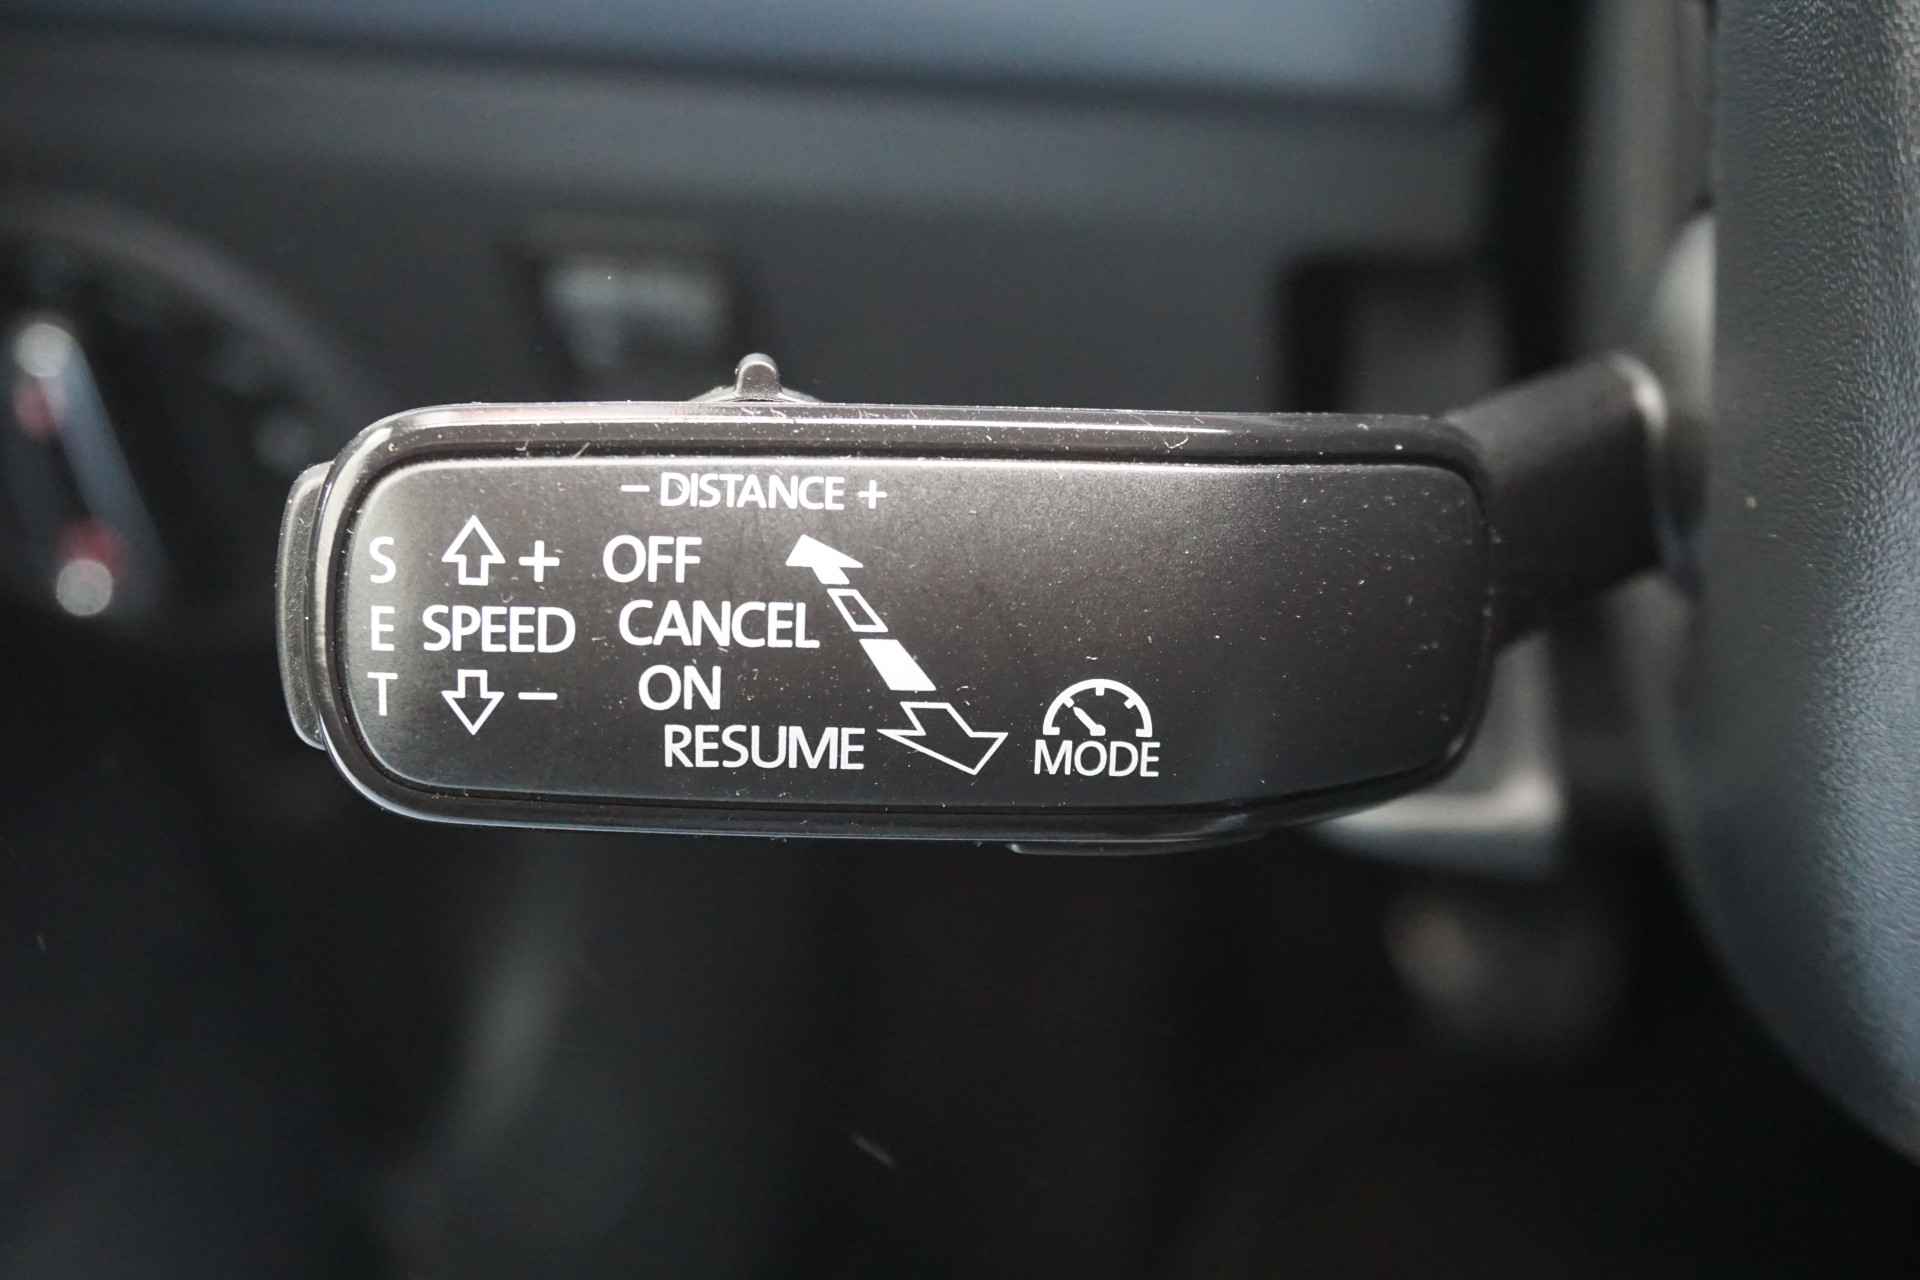 - DISTANCE +
S
E
T
+
SPEED
-
OFF
CANCEL
ON
RESUME
MODE